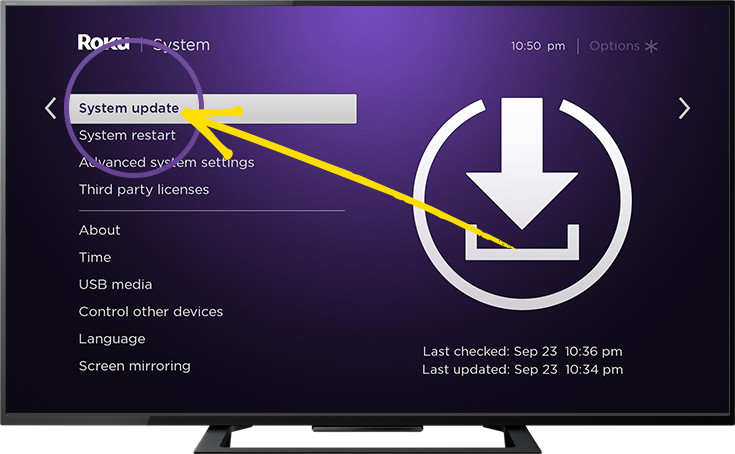 Roku | System
10:50 pm | Options
System update
System restart
Advanced system settings
Third party licenses
About
Time
USB media
Control other devices
Language
Screen mirroring
Last checked: Sep 23 10:36 pm
Last updated: Sep 23 10:34 pm